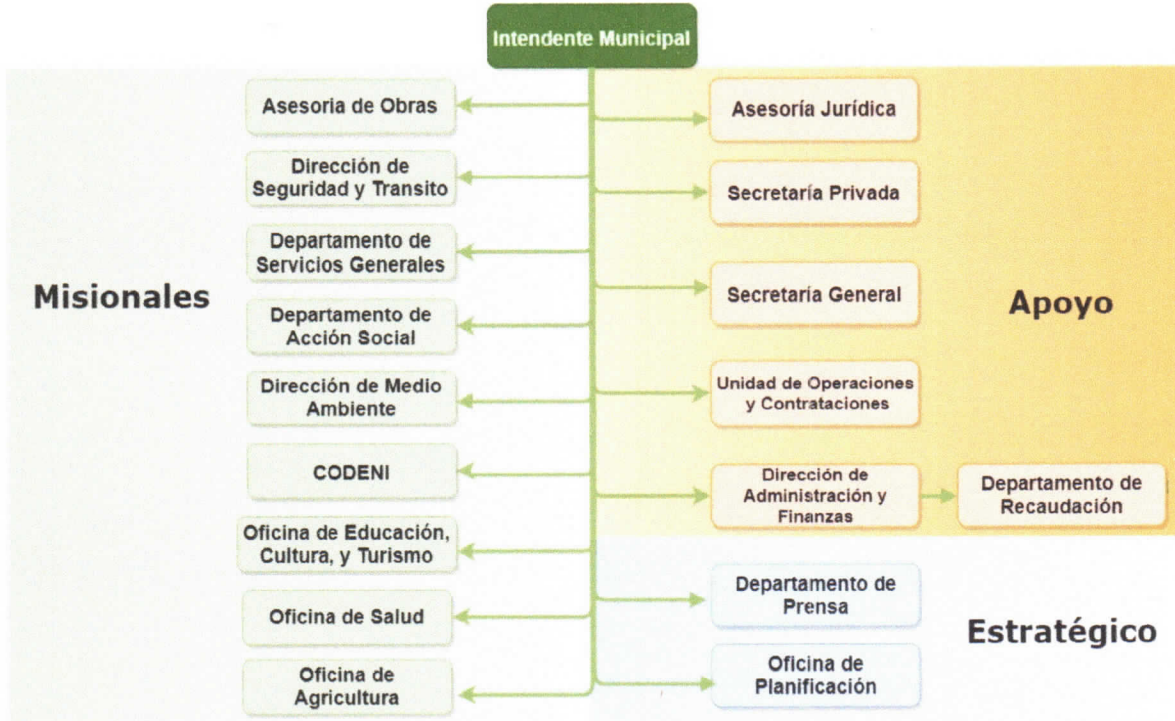 Intendente Municipal
Asesoria de Obras
Dirección de
Seguridad y Transito
Departamento de
Servicios Generales
Misionales
Departamento de
Acción Social
Dirección de Medio
Ambiente
CODENI
Oficina de Educación,
Cultura, y Turismo
Oficina de Salud
Oficina de
Agricultura
Asesoría Jurídica
Secretaría Privada
Secretaría General
Apoyo
Unidad de Operaciones
y Contrataciones
Dirección de
Administración y
Finanzas
Departamento de
Recaudación
Departamento de
Prensa
Estratégico
Oficina de
Planificación